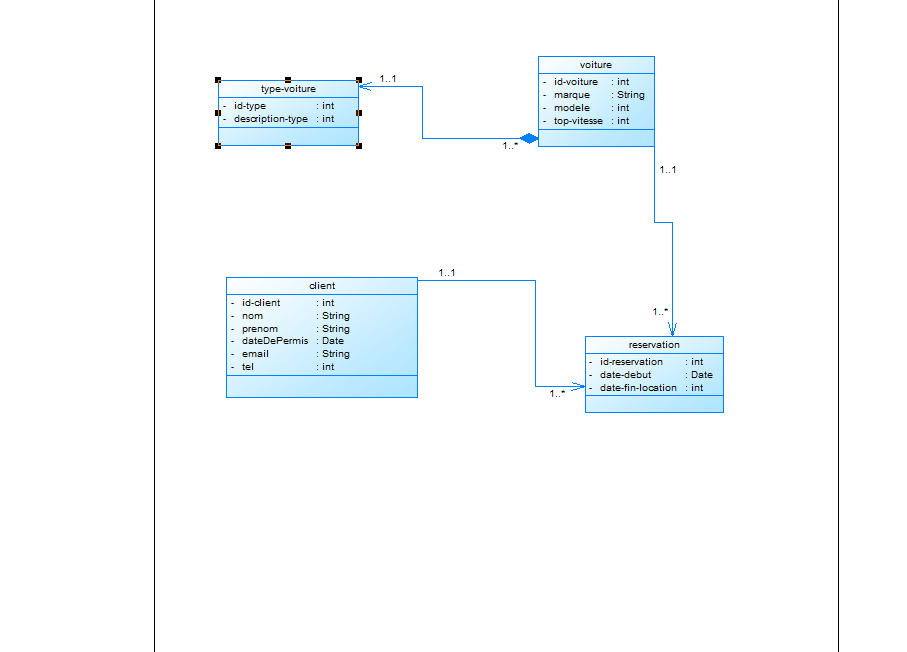 type-voiture
- id-type : int
- description-type : int
1..1
1..*
voiture
- id-voiture : int
- marque : String
- modele : int
- top-vitesse : int
1..1
1..*
client
- id-client : int
- nom : String
- prenom : String
- dateDePermis : Date
- email : String
- tel : int
1..1
1..*
reservation
- id-reservation : int
- date-debut : Date
- date-fin-location : int